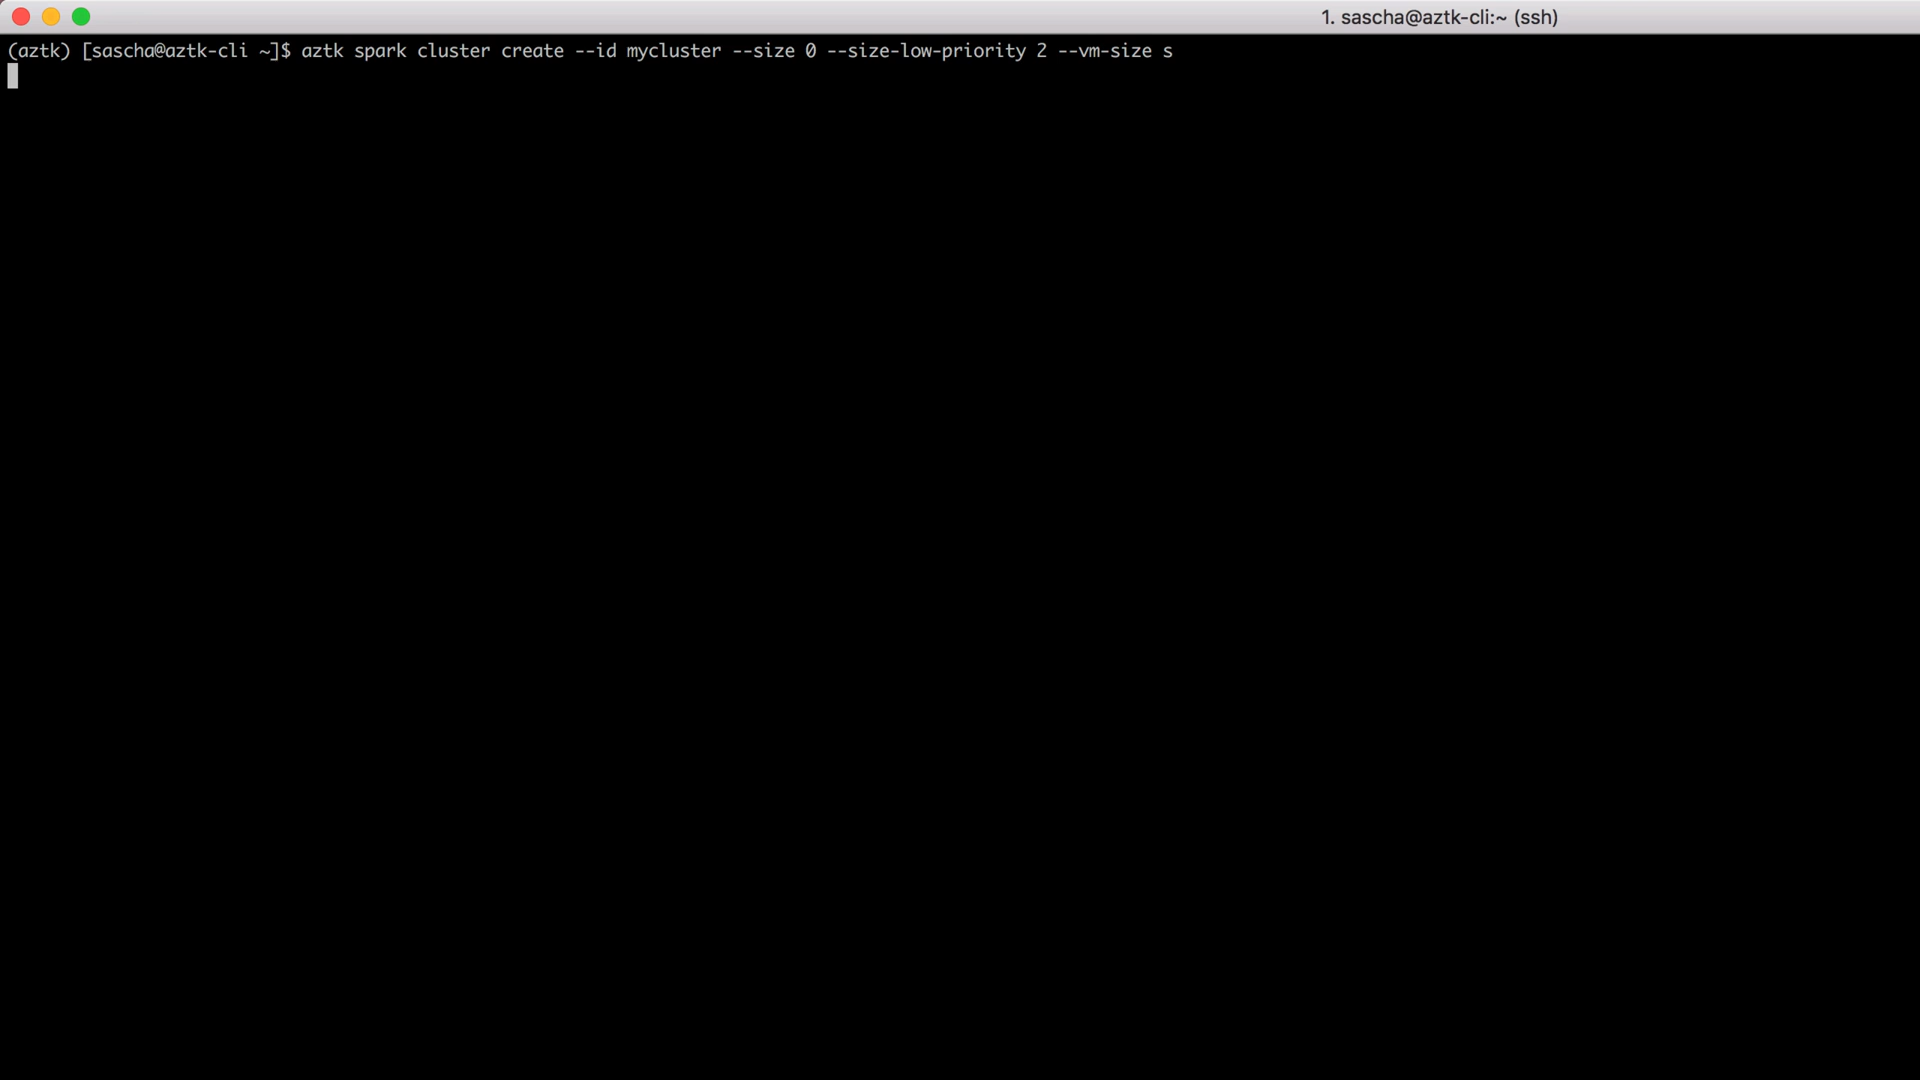 1. sascha@aztk-cli:~ (ssh)
(aztk) [sascha@aztk-cli ~]$ aztk spark cluster create --id mycluster --size 0 --size-low-priority 2 --vm-size s